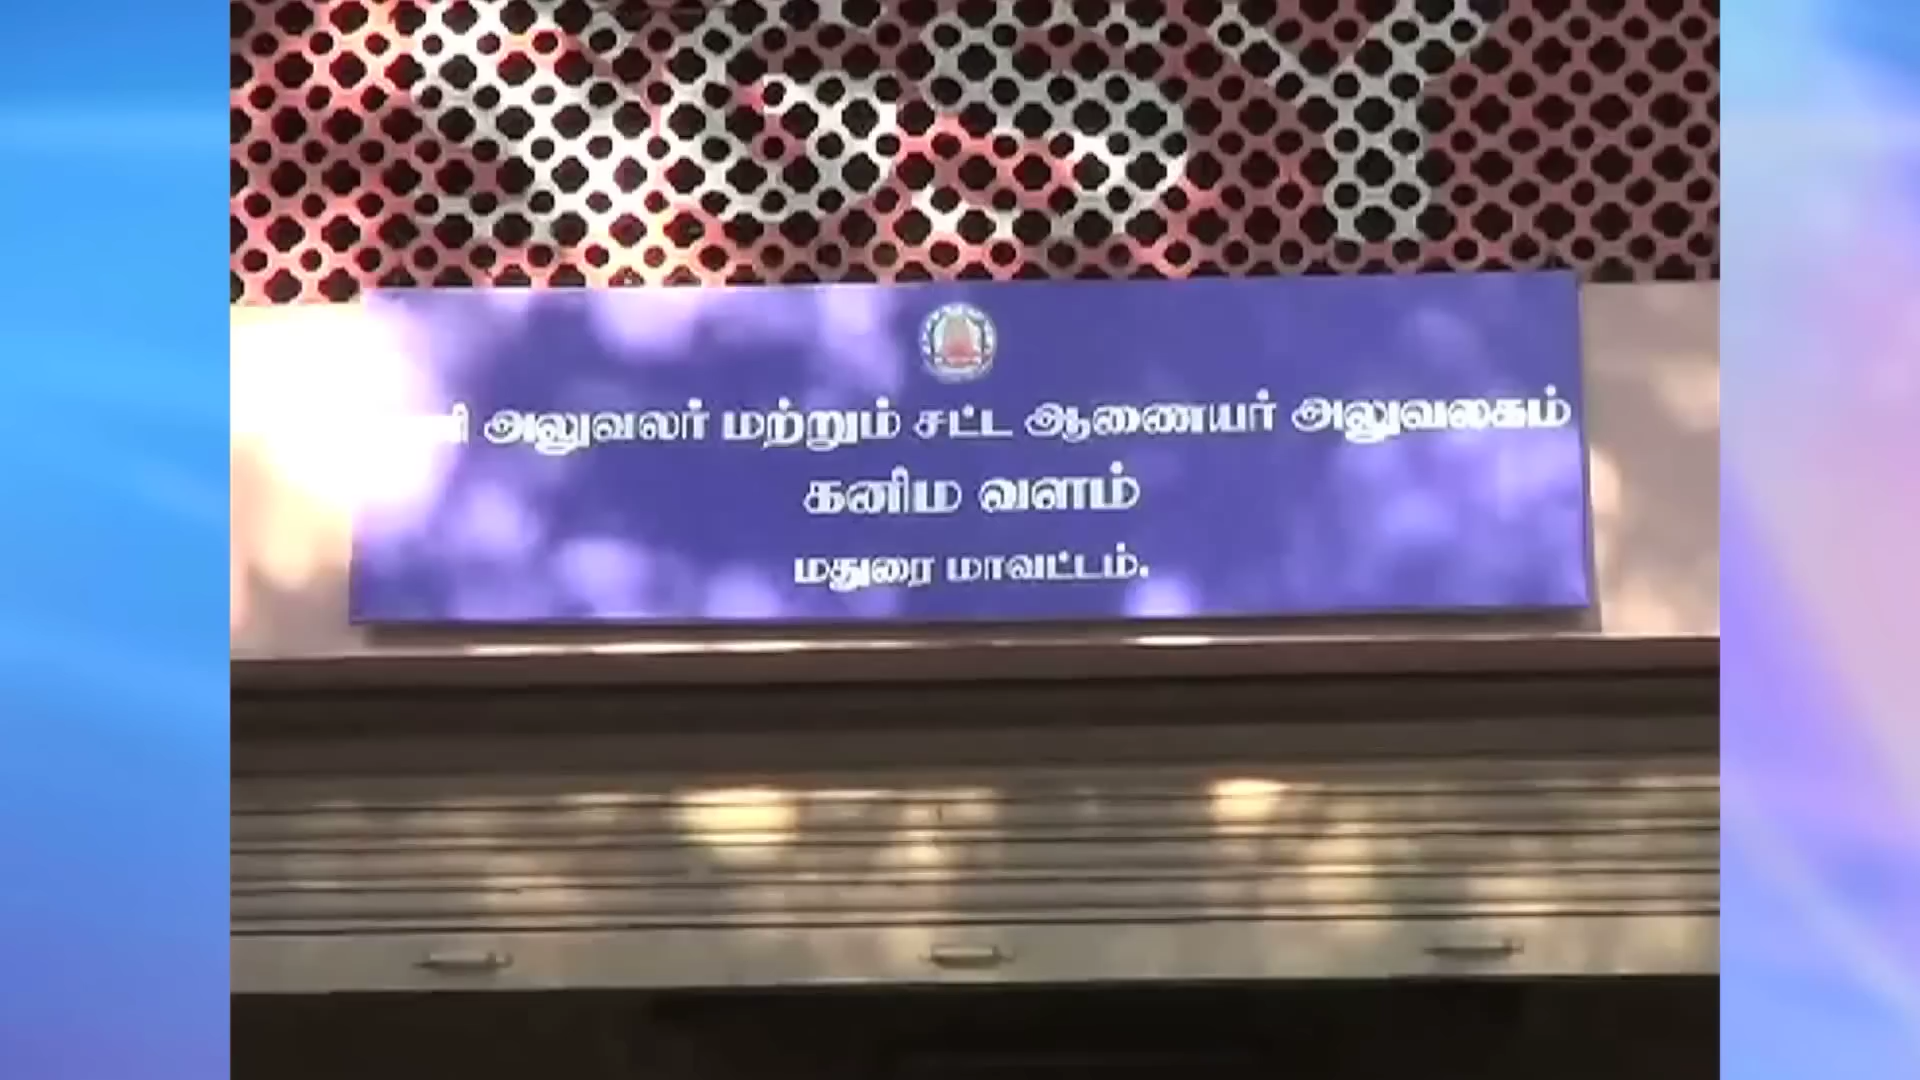 அலுவலர் மற்றும் சட்ட ஆணையர் அலுவலகம்
கனிம வளம்
மதுரை மாவட்டம்.